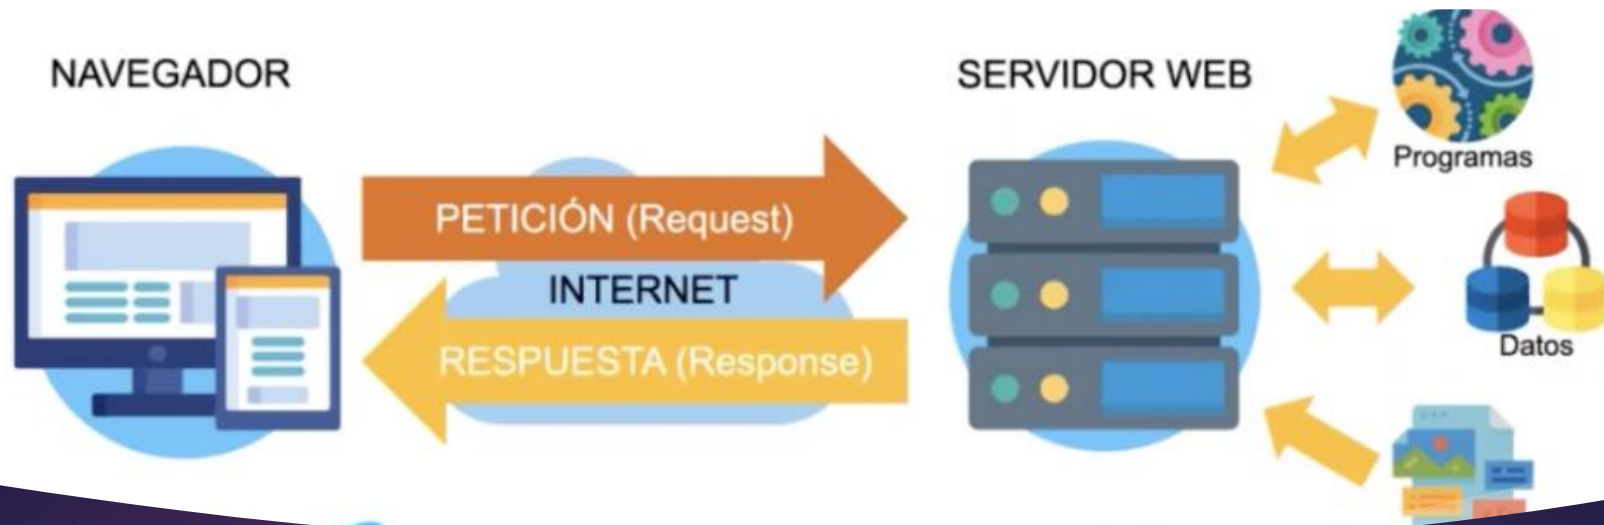 NAVEGADOR
SERVIDOR WEB
Programas
PETICIÓN (Request)
INTERNET
Datos
RESPUESTA (Response)